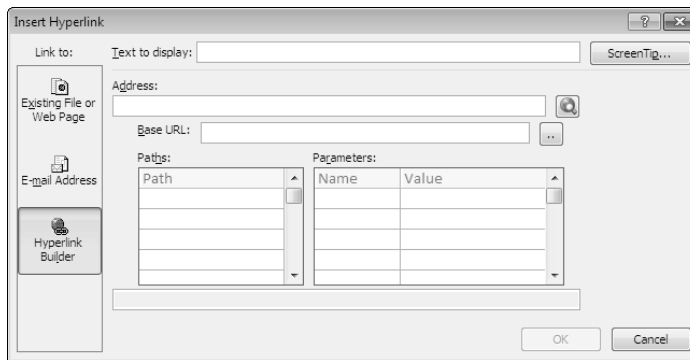 Insert Hyperlink
?
Link to:
Text to display:
ScreenTip...
Existing File or
Web Page
E-mail Address
Hyperlink
Builder
Address:
Base URL:
..
Paths:
Parameters:
Path
Name
Value
OK
Cancel